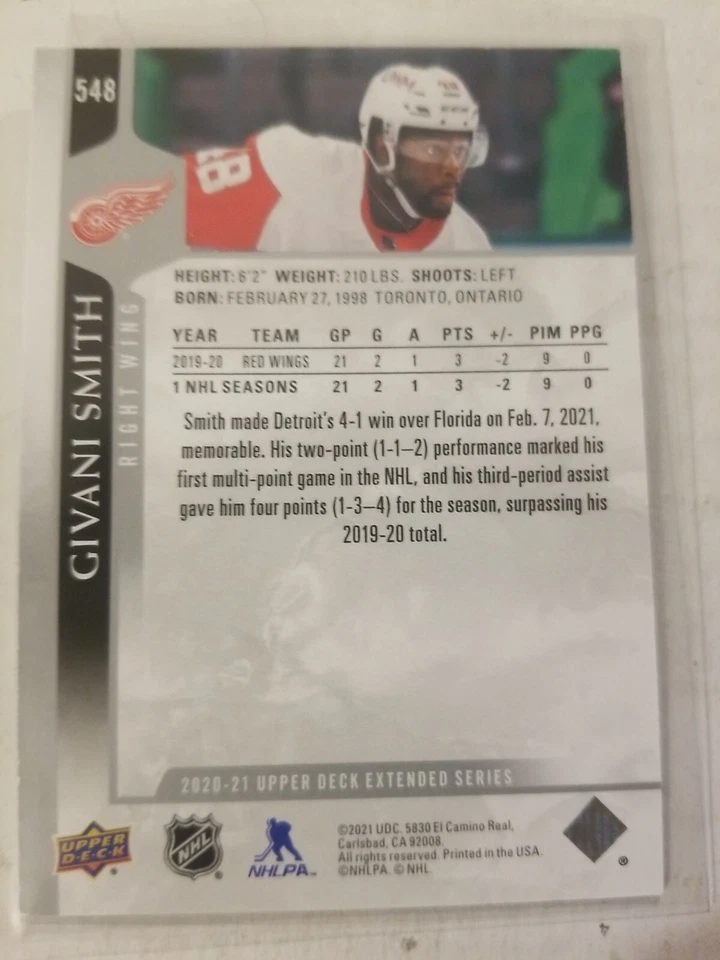 548
48
GIVANI SMITH
RIGHT WING
HEIGHT: 6'2" WEIGHT: 210 LBS. SHOOTS: LEFT
BORN: FEBRUARY 27, 1998 TORONTO, ONTARIO
YEAR TEAM GP G A PTS +/- PIM PPG
2019-20 RED WINGS 21 2 1 3 -2 9 0
1 NHL SEASONS 21 2 1 3 -2 9 0
Smith made Detroit's 4-1 win over Florida on Feb. 7, 2021,
memorable. His two-point (1-1—2) performance marked his
first multi-point game in the NHL, and his third-period assist
gave him four points (1-3—4) for the season, surpassing his
2019-20 total.
2020-21 UPPER DECK EXTENDED SERIES
UPPER
D·E·C·K
NHL
NHLPA
©2021 UDC. 5830 El Camino Real,
Carlsbad, CA 92008.
All rights reserved. Printed in the USA.
©NHLPA. © NHL.
®